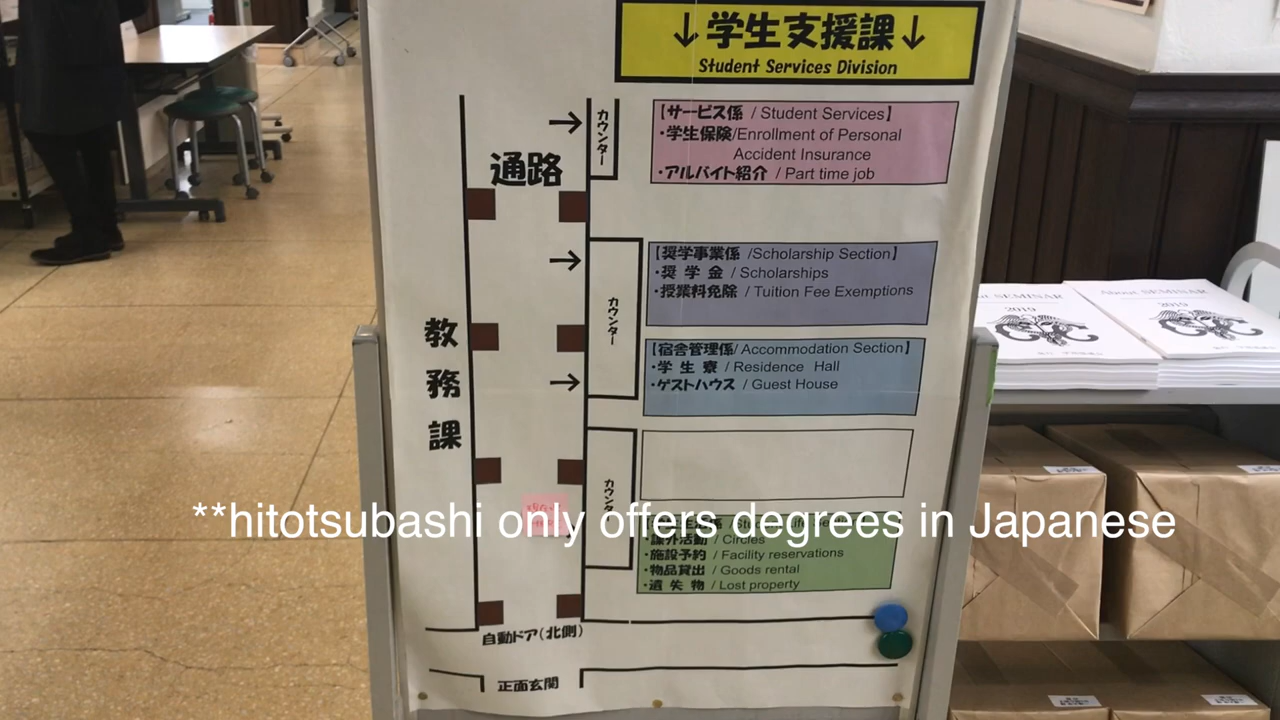 ↓学生支援課↓
Student Services Division
カウンター
【サービス係 / Student Services】
・学生保険/Enrollment of Personal
Accident Insurance
・アルバイト紹介 / Part time job
通路
カウンター
【奨学事業係 /Scholarship Section】
・奨 学 金 / Scholarships
・授業料免除 / Tuition Fee Exemptions
【宿舎管理係/ Accommodation Section】
・学 生 寮 / Residence Hall
・ゲストハウス / Guest House
教務課
カウンター
**hitotsubashi only offers degrees in Japanese
・課外活動 / Circles
・施設予約 / Facility reservations
・物品貸出 / Goods rental
・遺 失 物 / Lost property
自動ドア(北側)
正面玄関
SEMINAR
2019
About SEMINAR
2019